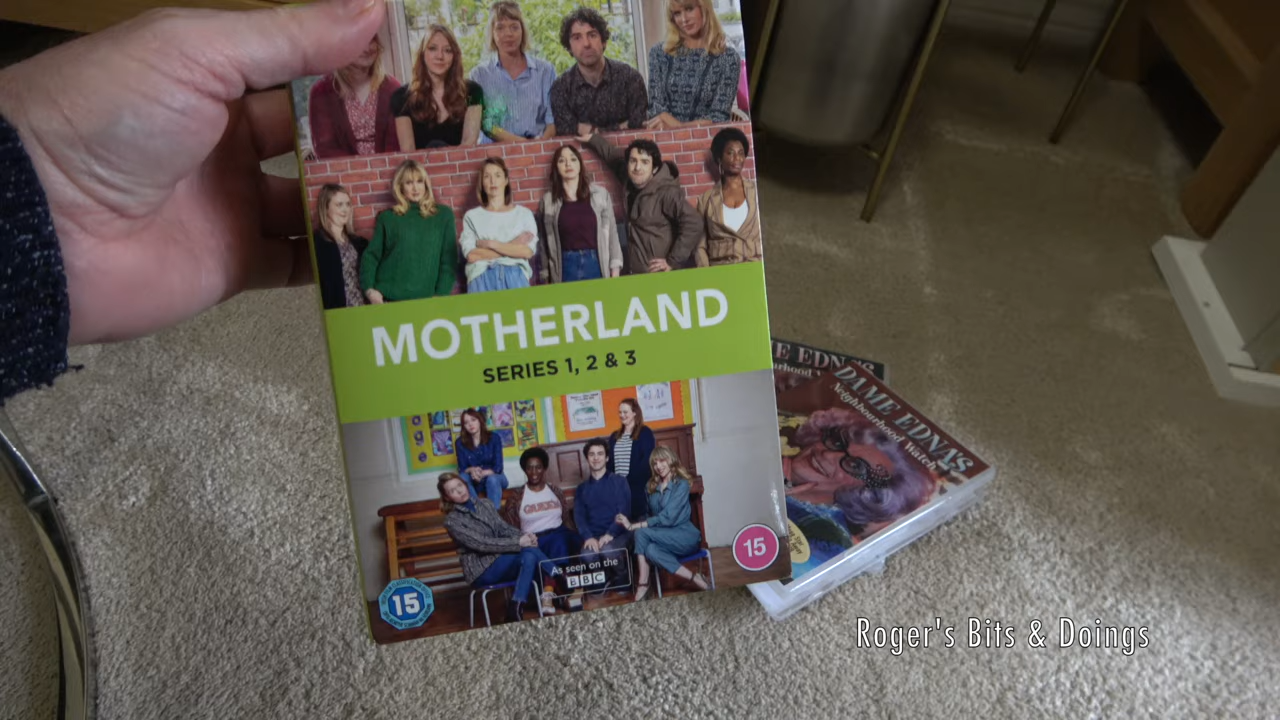 MOTHERLAND
SERIES 1, 2 & 3
QUEEN
As seen on the
BBC
15
15
DAME EDNA'S
Neighbourhood Watch
Roger's Bits & Doings